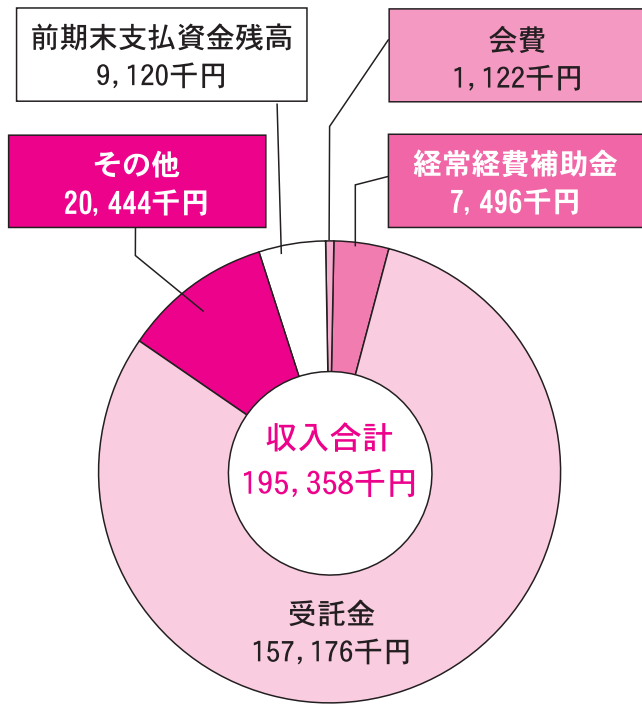 前期末支払資金残高
9,120千円
会費
1,122千円
その他
20,444千円
経常経費補助金
7,496千円
収入合計
195,358千円
受託金
157,176千円